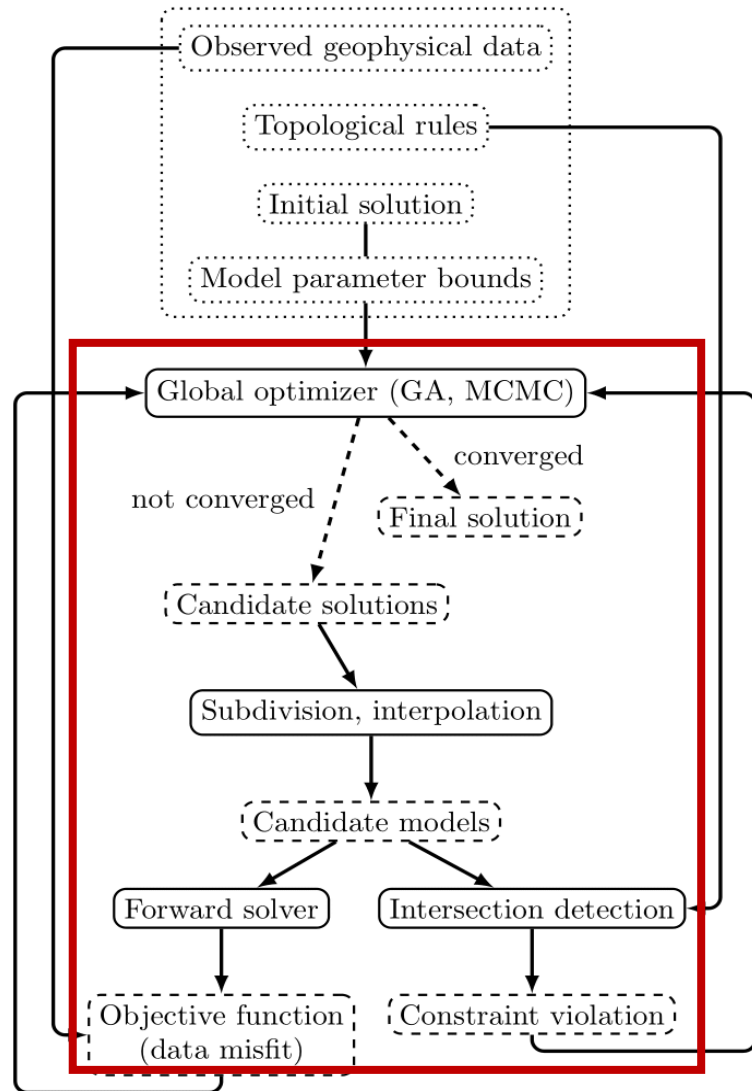 Observed geophysical data
Topological rules
Initial solution
Model parameter bounds
Global optimizer (GA, MCMC)
converged
not converged
Final solution
Candidate solutions
Subdivision, interpolation
Candidate models
Forward solver
Intersection detection
Objective function
(data misfit)
Constraint violation